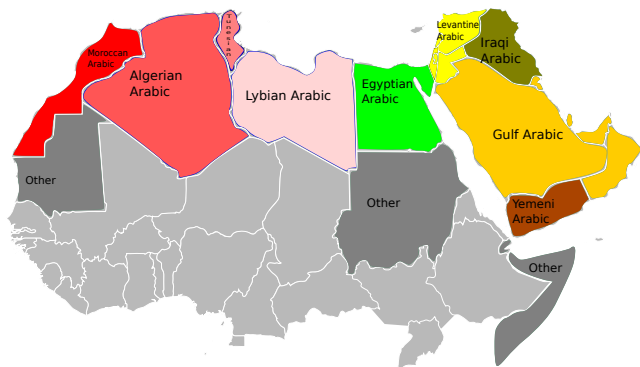 Levantine
Arabic
Tunesian
Moroccan
Arabic
Iraqi
Arabic
Algerian
Arabic
Egyptian
Arabic
Lybian Arabic
Gulf Arabic
Other
Other
Yemeni
Arabic
Other